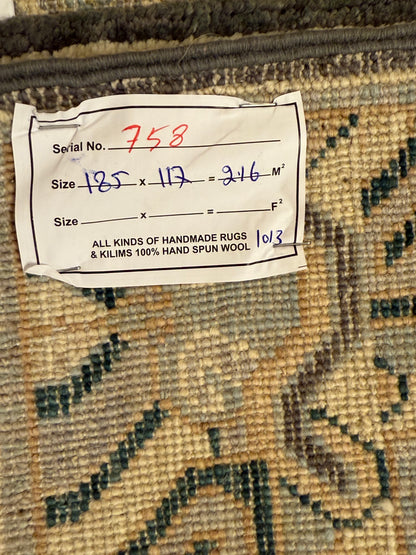 Serial No. 758
Size 185 x 117 = 2.16 M²
Size x = F²
ALL KINDS OF HANDMADE RUGS
& KILIMS 100% HAND SPUN WOOL 1013